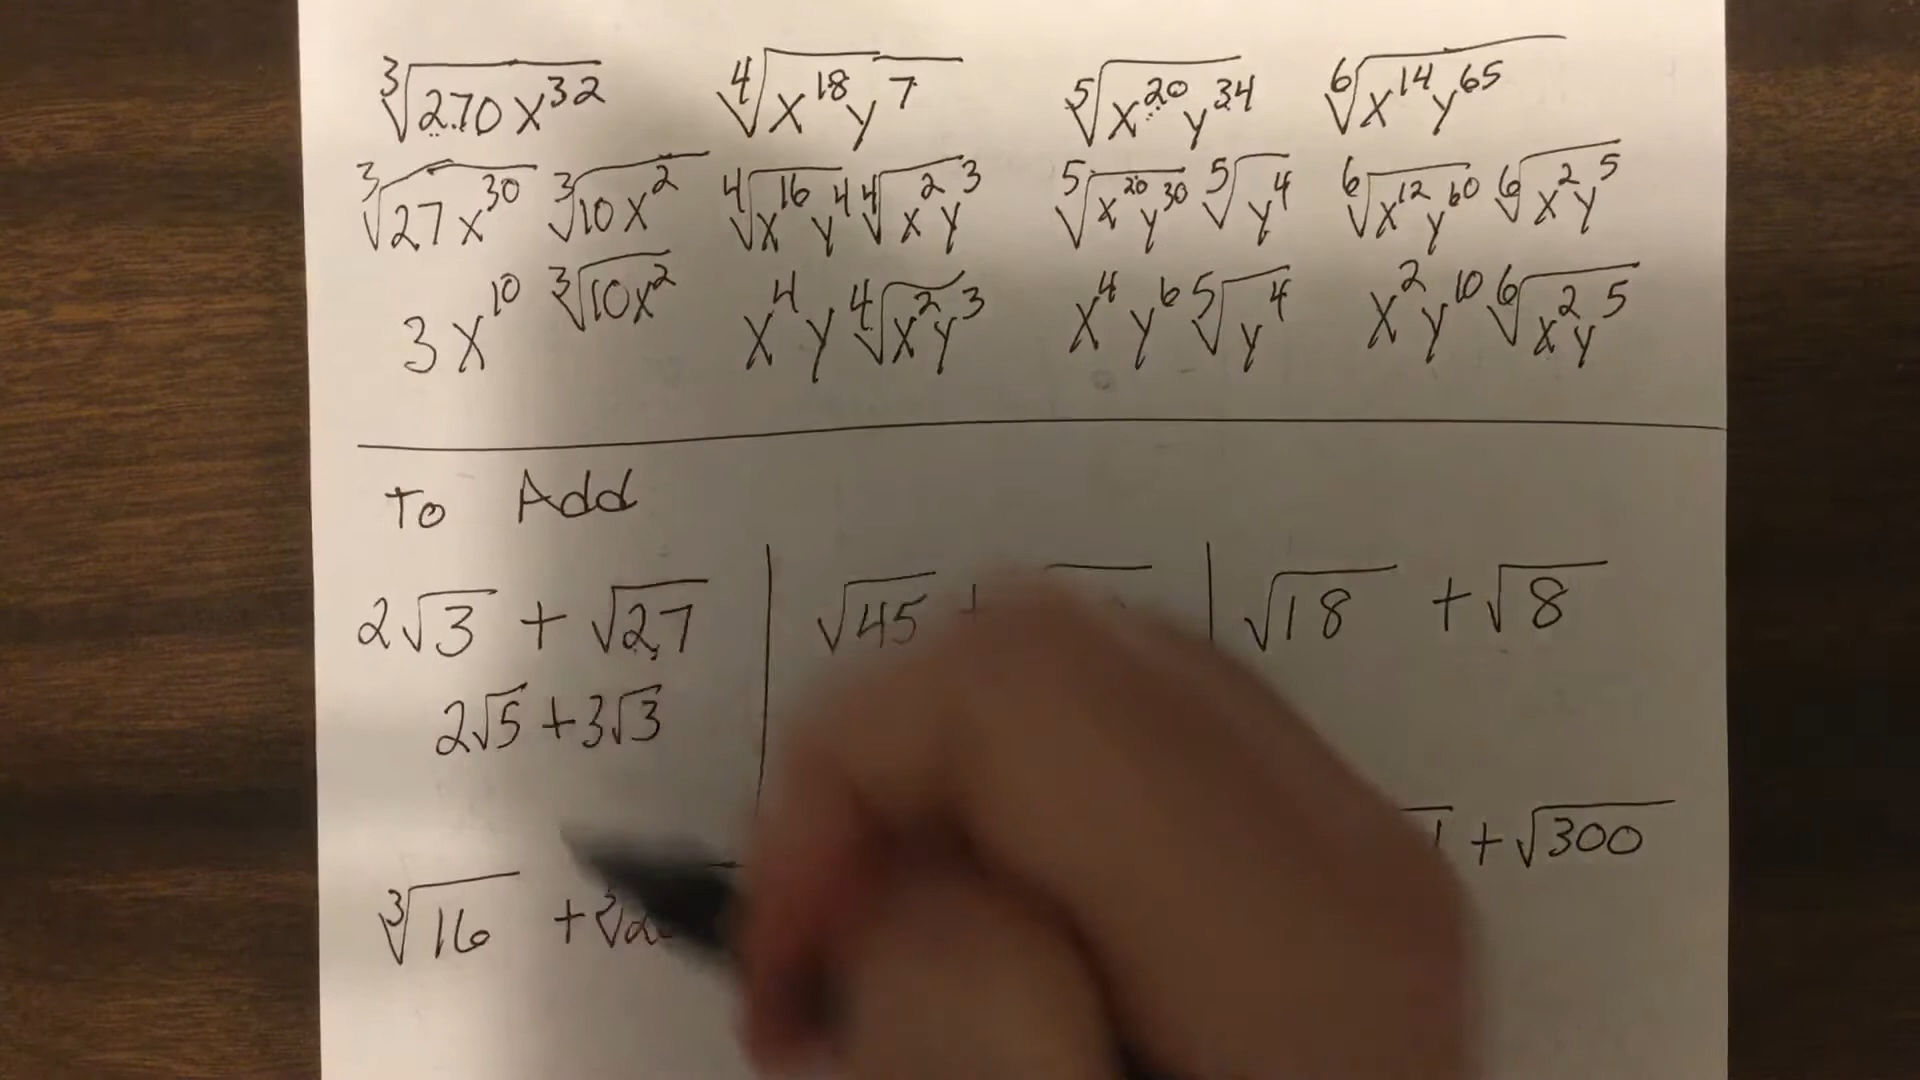 ∛270x³² ∜x¹⁸y⁷ ⁵√x²⁰y³⁴ ⁶√x¹⁴y⁶⁵
∛27x³⁰ ∛10x² ∜x¹⁶y⁴ ∜x²y³ ⁵√x²⁰y³⁰ ⁵√y⁴ ⁶√x¹²y⁶⁰ ⁶√x²y⁵
3x¹⁰ ∛10x² x⁴y ∜x²y³ x⁴y⁶ ⁵√y⁴ x²y¹⁰ ⁶√x²y⁵
To Add
2√3 + √27 √45 + √18 + √8
2√5 + 3√3
+ √300
∛16 +